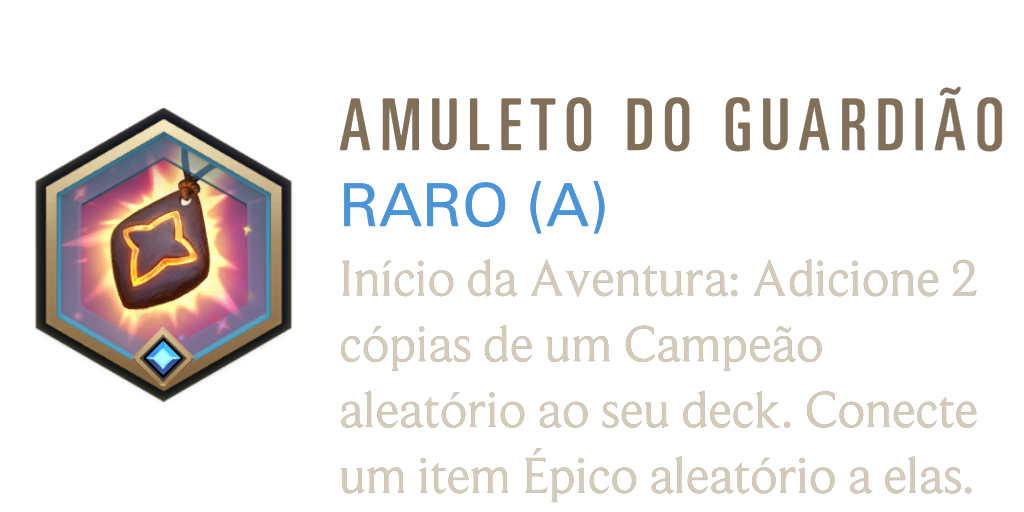 AMULETO DO GUARDIÃO
RARO (A)
Início da Aventura: Adicione 2
cópias de um Campeão
aleatório ao seu deck. Conecte
um item Épico aleatório a elas.